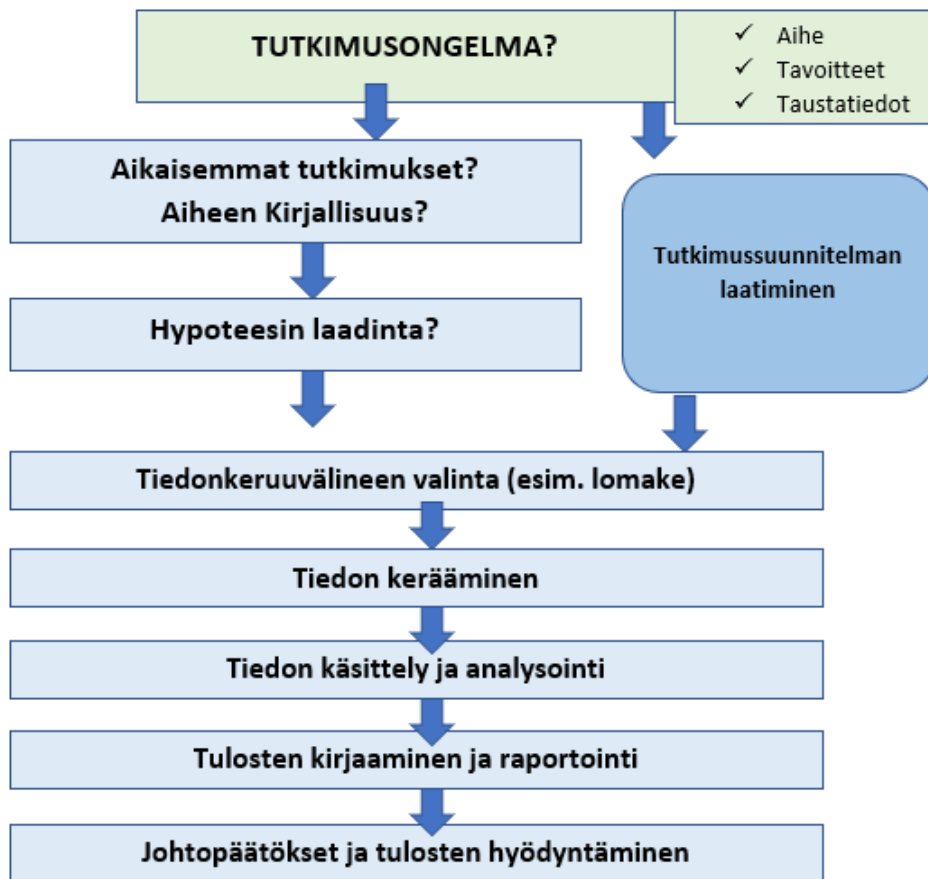 TUTKIMUSONGELMA?
✓ Aihe
✓ Tavoitteet
✓ Taustatiedot
Aikaisemmat tutkimukset?
Aiheen Kirjallisuus?
Tutkimussuunnitelman
laatiminen
Hypoteesin laadinta?
Tiedonkeruuvälineen valinta (esim. lomake)
Tiedon kerääminen
Tiedon käsittely ja analysointi
Tulosten kirjaaminen ja raportointi
Johtopäätökset ja tulosten hyödyntäminen